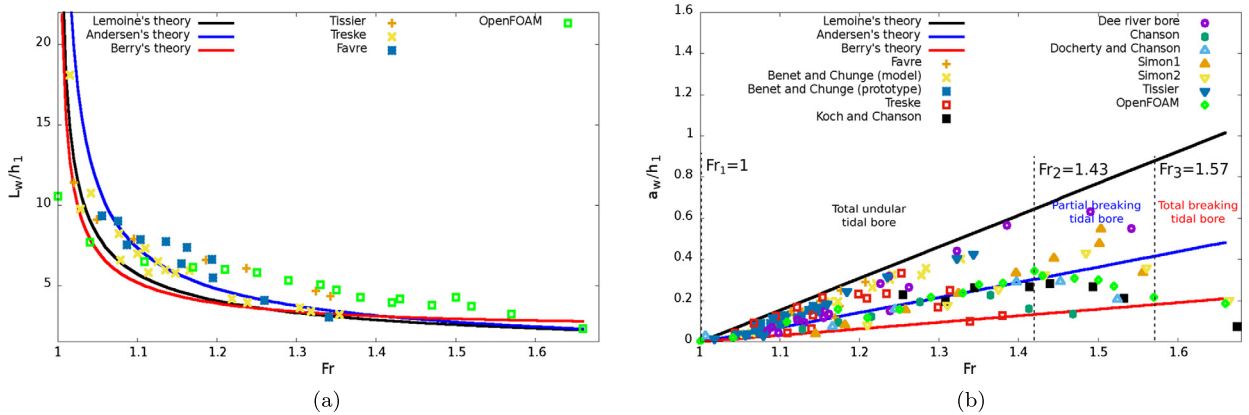 Lemoine's theory
Andersen's theory
Berry's theory
Tissier
Treske
Favre
OpenFOAM
20
15
10
5
0
L_w/h_1
1
1.1
1.2
1.3
1.4
1.5
1.6
Fr
(a)
Lemoine's theory
Andersen's theory
Berry's theory
Favre
Benet and Chunge (model)
Benet and Chunge (prototype)
Treske
Koch and Chanson
Dee river bore
Chanson
Docherty and Chanson
Simon1
Simon2
Tissier
OpenFOAM
1.6
1.4
1.2
1
0.8
0.6
0.4
0.2
0
a_w/h_1
Fr_1=1
Fr_2=1.43
Fr_3=1.57
Total undular
tidal bore
Partial breaking
tidal bore
Total breaking
tidal bore
1
1.1
1.2
1.3
1.4
1.5
1.6
Fr
(b)